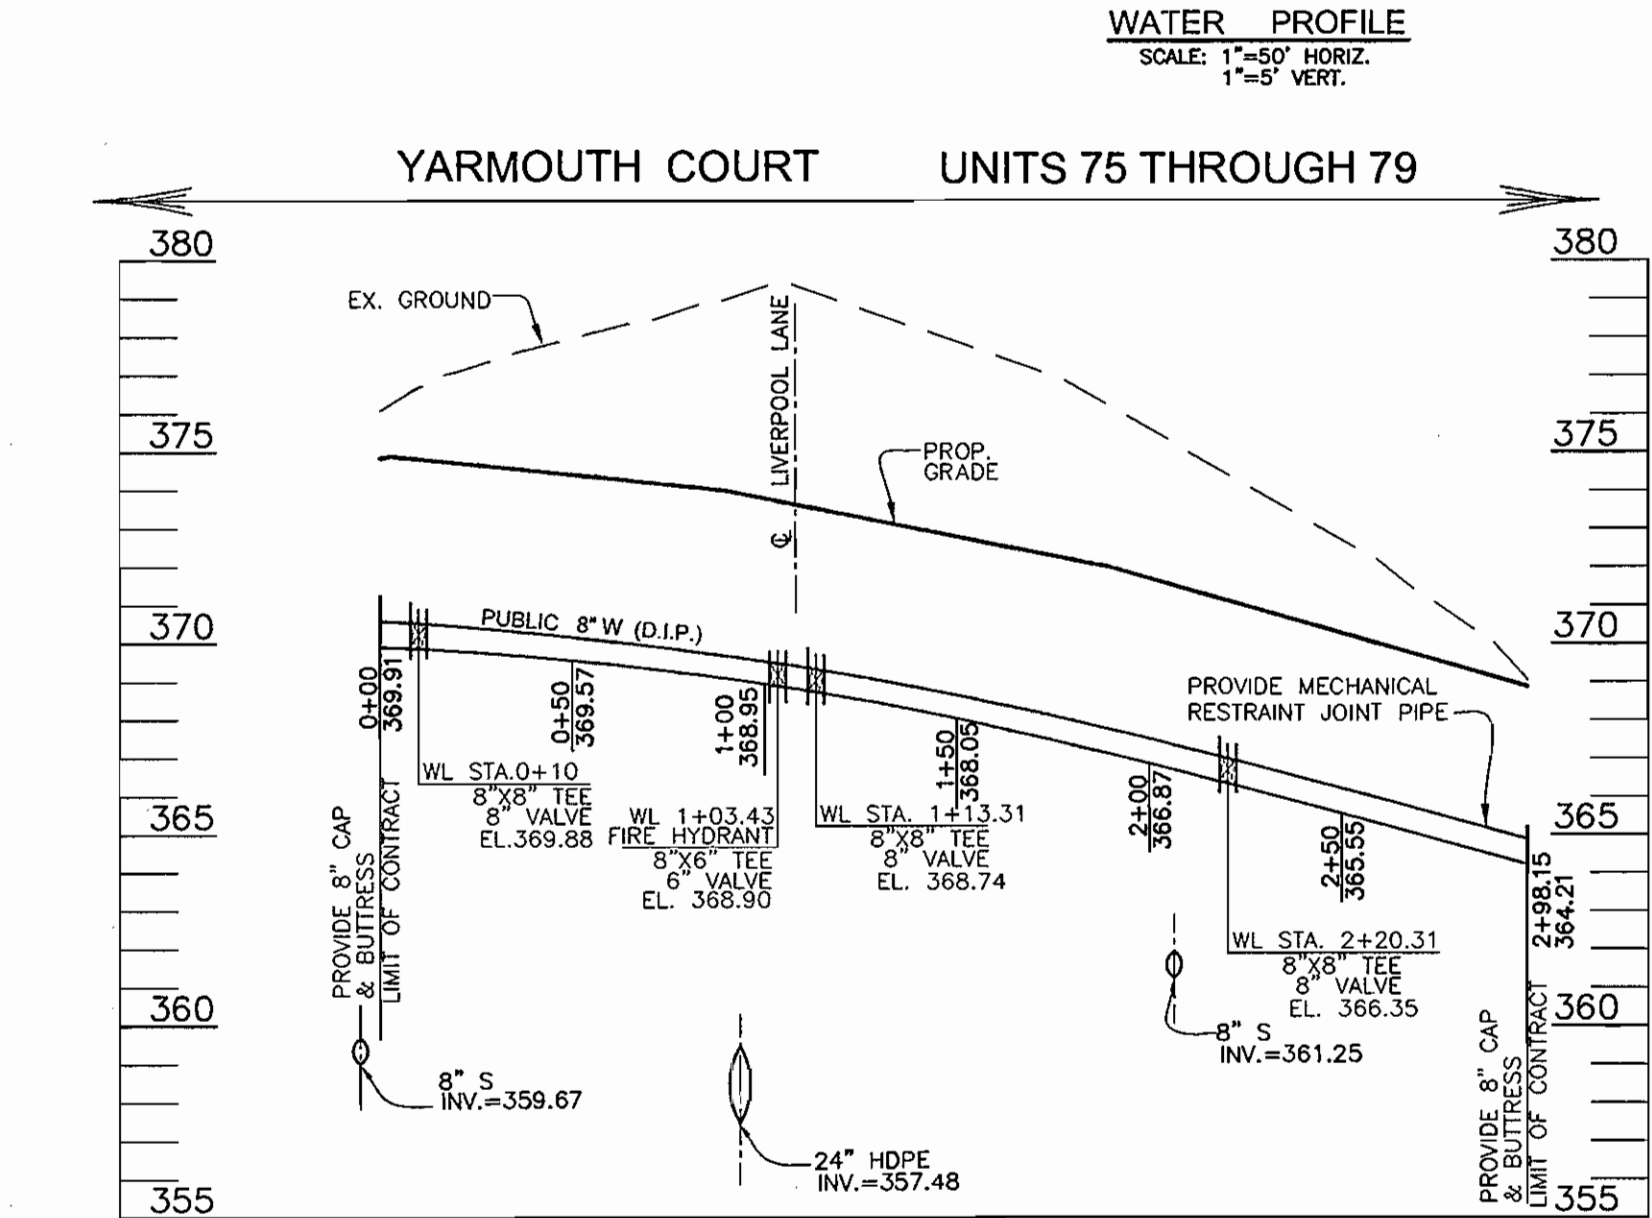 WATER PROFILE
SCALE: 1"=50' HORIZ.
1"=5' VERT.
YARMOUTH COURT UNITS 75 THROUGH 79
380
380
EX. GROUND
LIVERPOOL LANE
℄
375
375
PROP.
GRADE
370
370
PUBLIC 8" W (D.I.P.)
0+00
369.91
0+50
369.57
1+00
368.95
1+50
368.05
2+00
366.87
2+50
365.55
2+98.15
364.21
PROVIDE MECHANICAL
RESTRAINT JOINT PIPE
WL STA.0+10
8"X8" TEE
8" VALVE
EL.369.88
WL 1+03.43
FIRE HYDRANT
8"X6" TEE
6" VALVE
EL. 368.90
WL STA. 1+13.31
8"X8" TEE
8" VALVE
EL. 368.74
365
365
PROVIDE 8" CAP
& BUTTRESS
LIMIT OF CONTRACT
WL STA. 2+20.31
8"X8" TEE
8" VALVE
EL. 366.35
360
360
8" S
INV.=361.25
8" S
INV.=359.67
24" HDPE
INV.=357.48
PROVIDE 8" CAP
& BUTTRESS
LIMIT OF CONTRACT
355
355